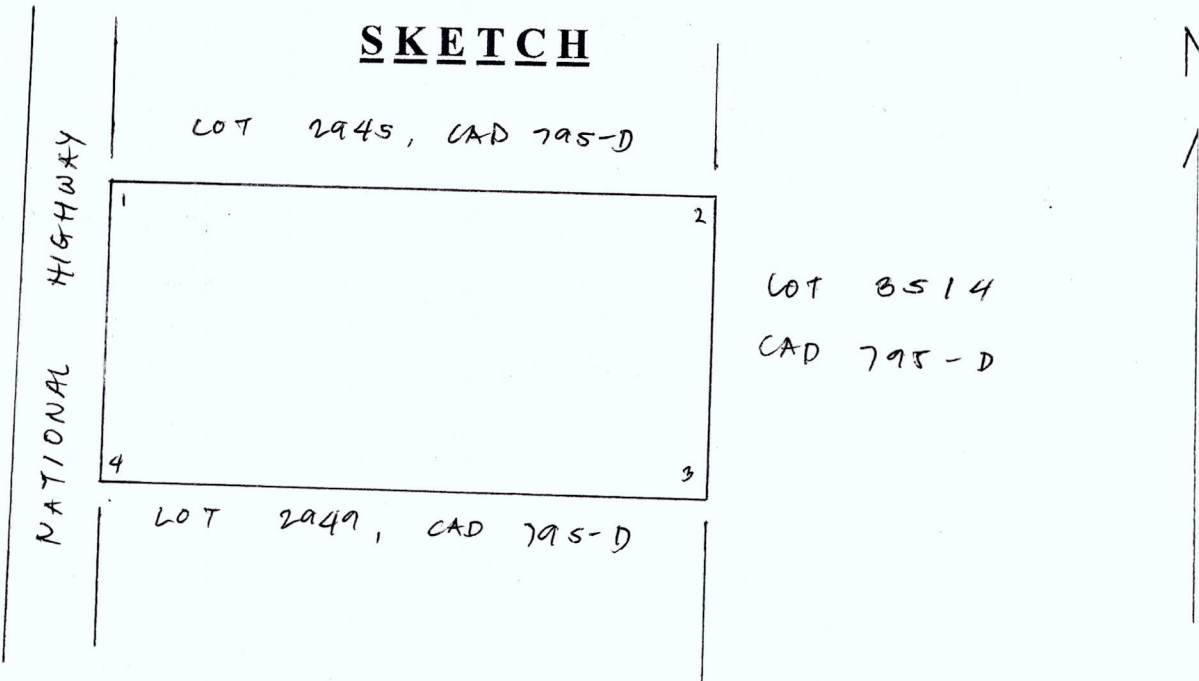 SKETCH
LOT 2945, CAD 795-D
NATIONAL HIGHWAY
1
2
LOT 3514
CAD 795-D
4
3
LOT 2949, CAD 795-D
N